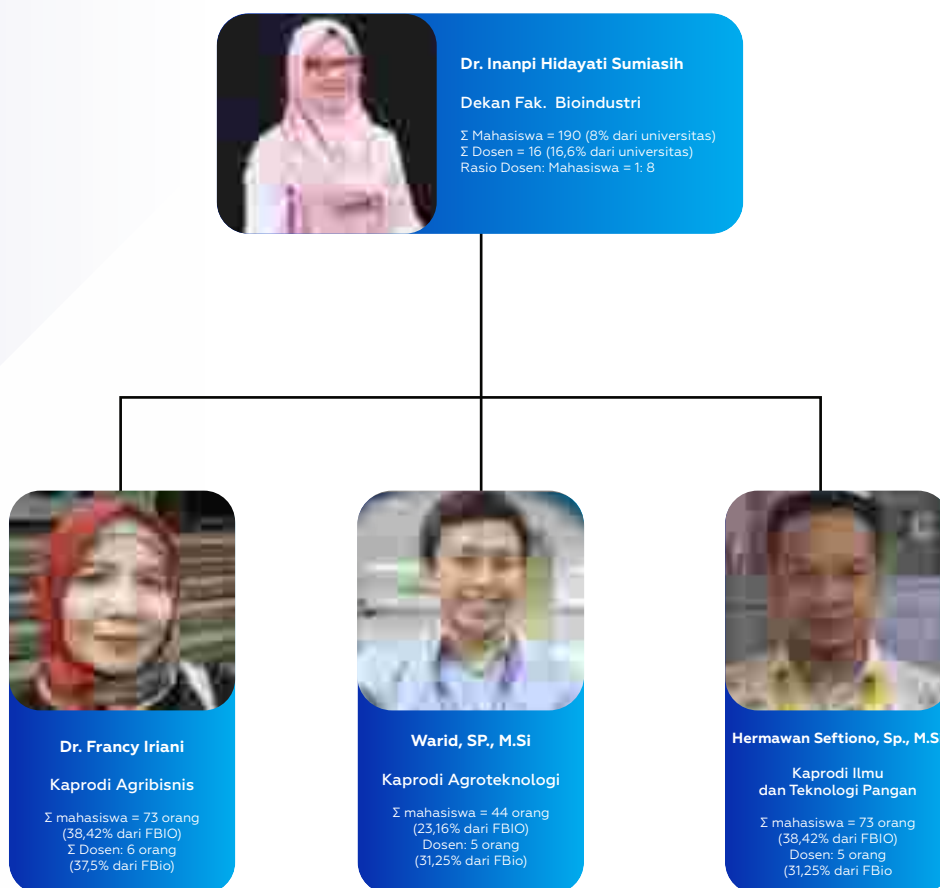 Dr. Inanpi Hidayati Sumiasih
Dekan Fak. Bioindustri
Σ Mahasiswa = 190 (8% dari universitas)
Σ Dosen = 16 (16,6% dari universitas)
Rasio Dosen: Mahasiswa = 1: 8
Dr. Francy Iriani
Kaprodi Agribisnis
Σ mahasiswa = 73 orang
(38,42% dari FBIO)
Σ Dosen: 6 orang
(37,5% dari FBio)
Warid, SP., M.Si
Kaprodi Agroteknologi
Σ mahasiswa = 44 orang
(23,16% dari FBIO)
Dosen: 5 orang
(31,25% dari FBio)
Hermawan Seftiono, Sp., M.S
Kaprodi Ilmu
dan Teknologi Pangan
Σ mahasiswa = 73 orang
(38,42% dari FBIO)
Dosen: 5 orang
(31,25% dari FBio